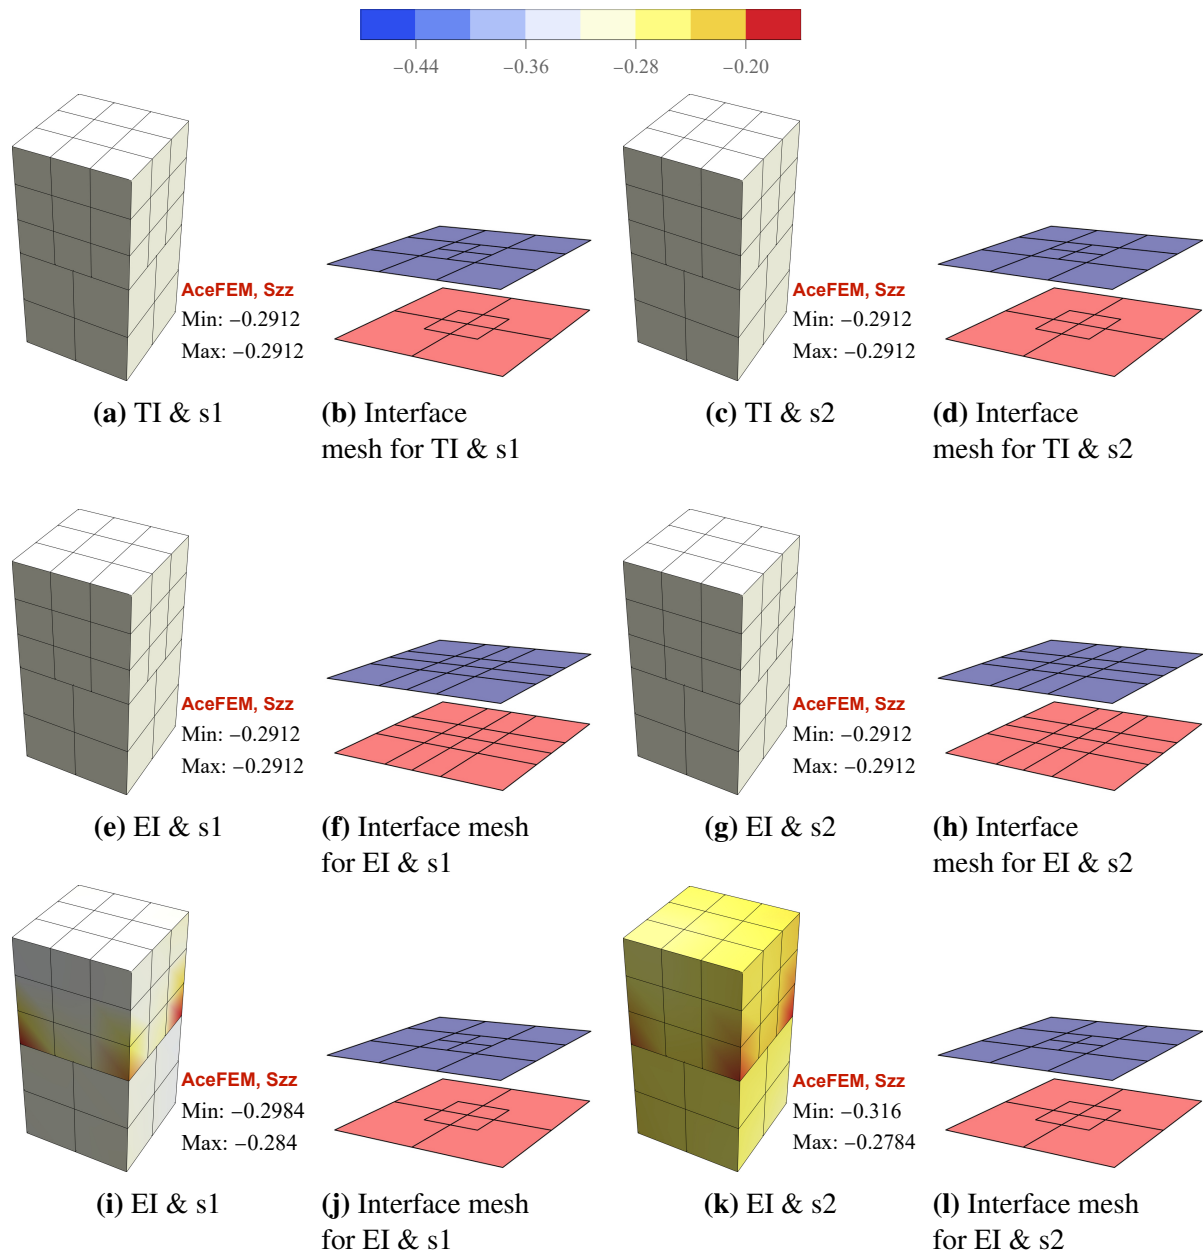 −0.44 −0.36 −0.28 −0.20
AceFEM, Szz
Min: −0.2912
Max: −0.2912
AceFEM, Szz
Min: −0.2912
Max: −0.2912
(a) TI & s1
(b) Interface
mesh for TI & s1
(c) TI & s2
(d) Interface
mesh for TI & s2
AceFEM, Szz
Min: −0.2912
Max: −0.2912
AceFEM, Szz
Min: −0.2912
Max: −0.2912
(e) EI & s1
(f) Interface mesh
for EI & s1
(g) EI & s2
(h) Interface
mesh for EI & s2
AceFEM, Szz
Min: −0.2984
Max: −0.284
AceFEM, Szz
Min: −0.316
Max: −0.2784
(i) EI & s1
(j) Interface mesh
for EI & s1
(k) EI & s2
(l) Interface mesh
for EI & s2